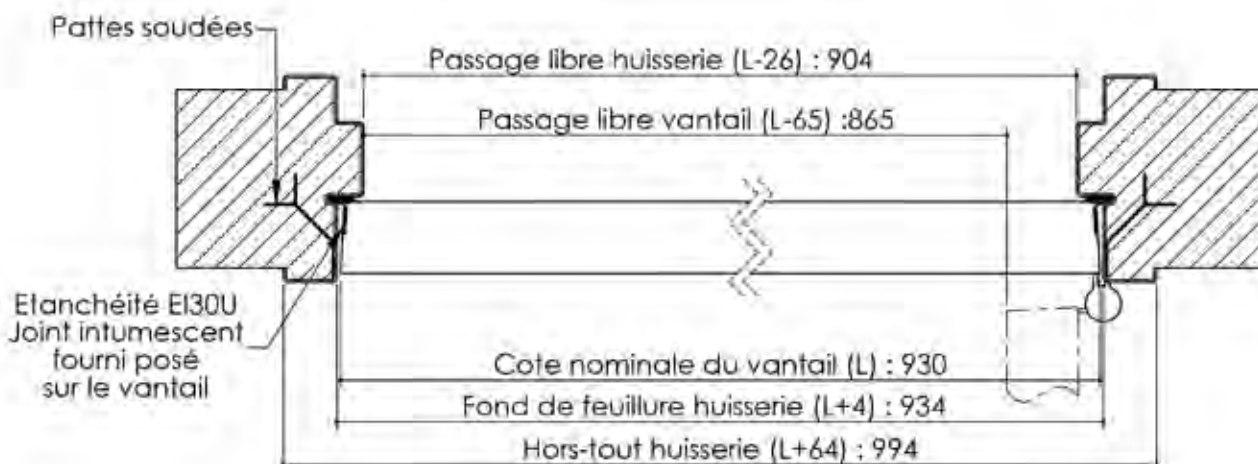 Pattes soudées
Passage libre huisserie (L-26) : 904
Passage libre vantail (L-65) :865
Etanchéité EI30U
Joint intumescent
fourni posé
sur le vantail
Cote nominale du vantail (L) : 930
Fond de feuillure huisserie (L+4) : 934
Hors-tout huisserie (L+64) : 994